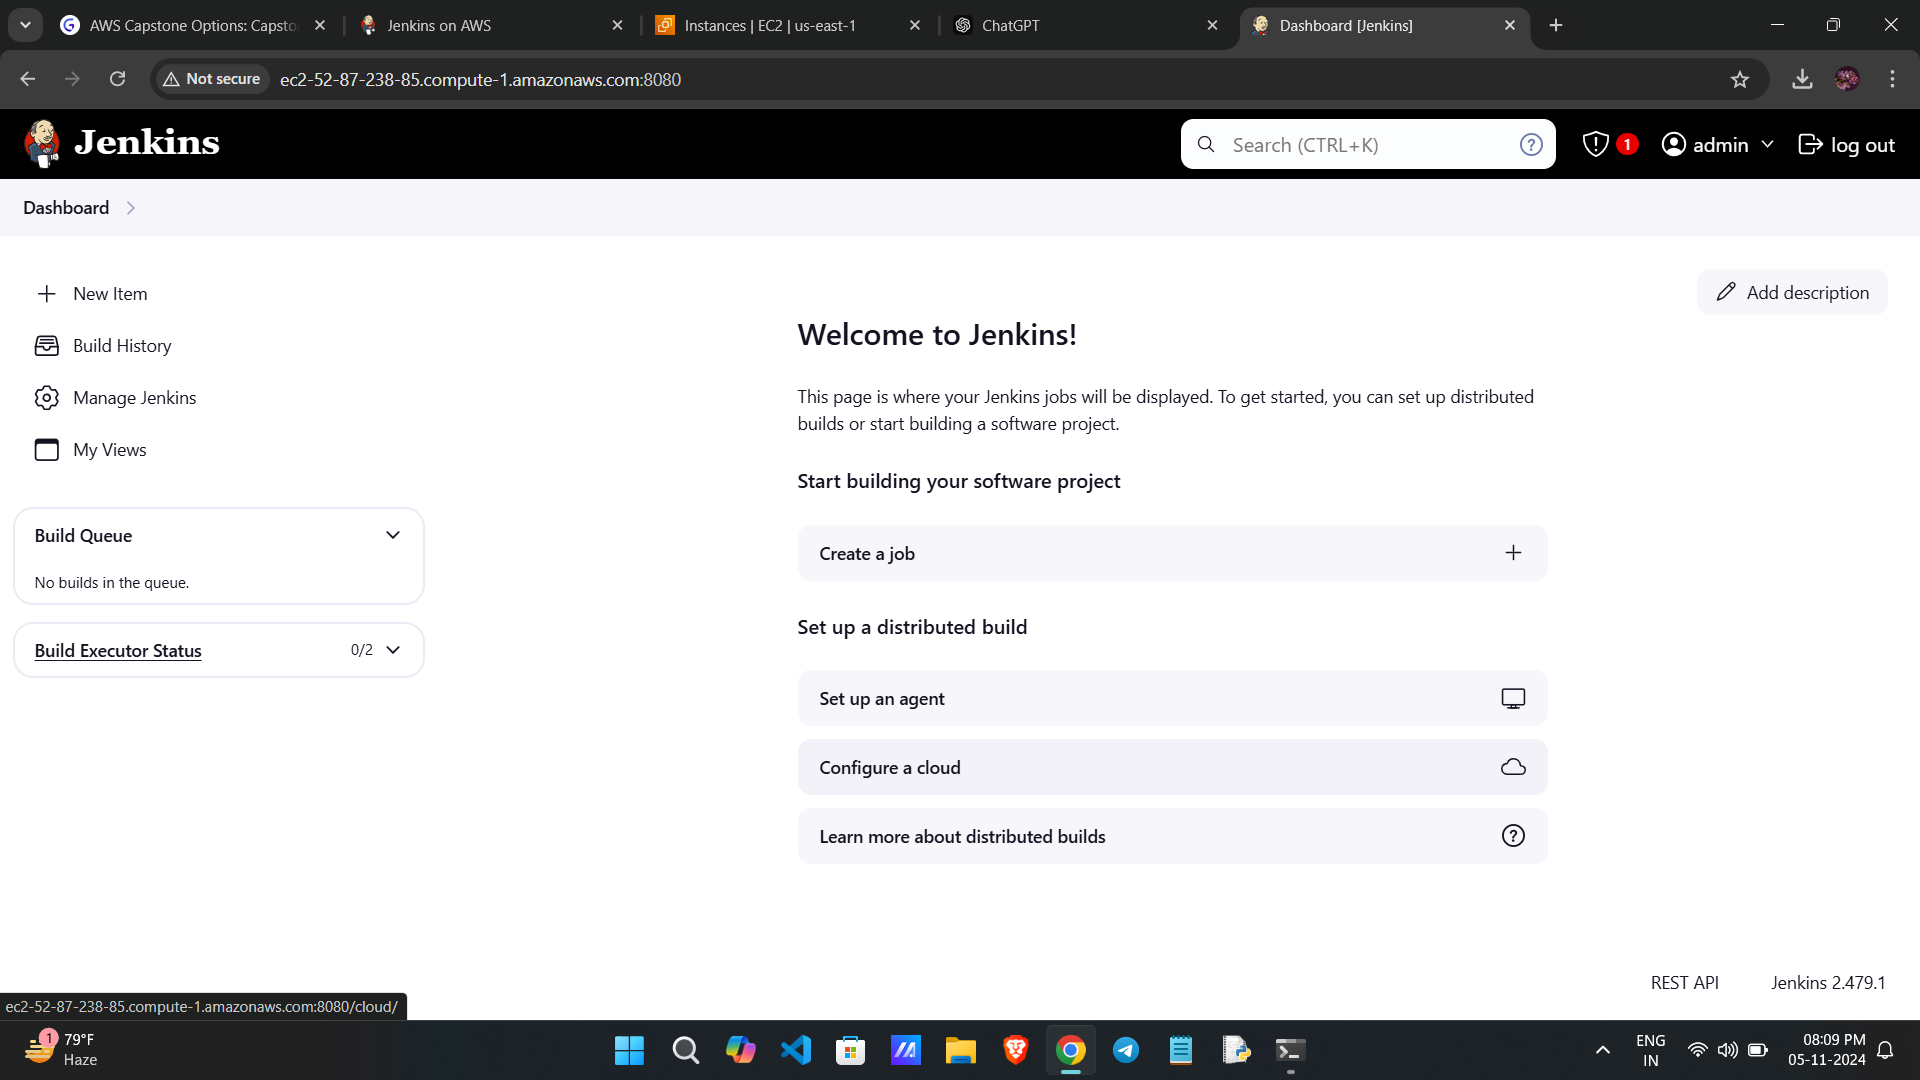 AWS Capstone Options: Capsto
Jenkins on AWS
Instances | EC2 | us-east-1
ChatGPT
Dashboard [Jenkins]
Not secure
ec2-52-87-238-85.compute-1.amazonaws.com:8080
Jenkins
Search (CTRL+K)
?
1
admin
log out
Dashboard
New Item
Build History
Manage Jenkins
My Views
Add description
Welcome to Jenkins!
This page is where your Jenkins jobs will be displayed. To get started, you can set up distributed
builds or start building a software project.
Start building your software project
Create a job
Set up a distributed build
Set up an agent
Configure a cloud
Learn more about distributed builds
?
Build Queue
No builds in the queue.
Build Executor Status
0/2
REST API
Jenkins 2.479.1
ec2-52-87-238-85.compute-1.amazonaws.com:8080/cloud/
1
79°F
Haze
ENG
IN
08:09 PM
05-11-2024